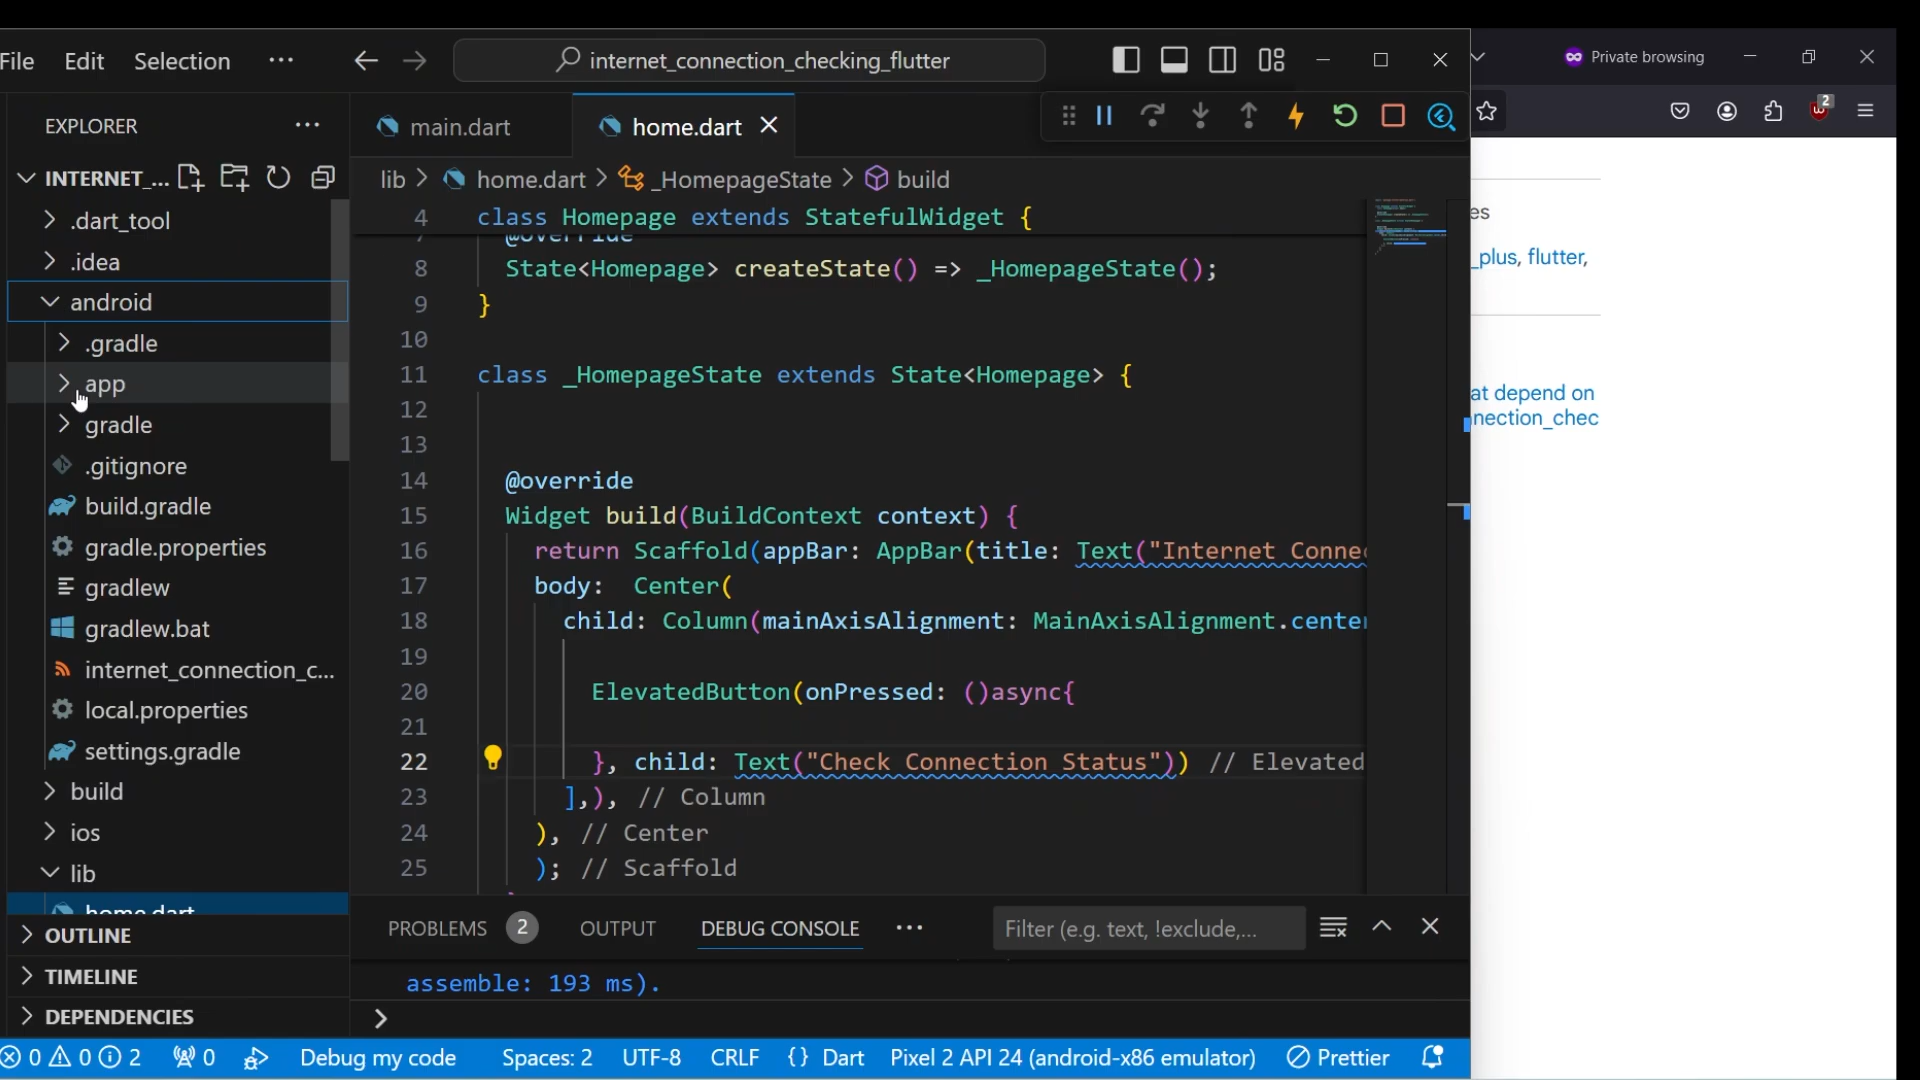 File Edit Selection ··· internet_connection_checking_flutter
Private browsing
EXPLORER ···
main.dart
home.dart
2
INTERNET_...
lib > home.dart > _HomepageState > build
.dart_tool
.idea
android
.gradle
app
gradle
.gitignore
build.gradle
gradle.properties
gradlew
gradlew.bat
internet_connection_c...
local.properties
settings.gradle
build
ios
lib
home.dart
OUTLINE
TIMELINE
DEPENDENCIES
4 class Homepage extends StatefulWidget {
7 @override
8 State<Homepage> createState() => _HomepageState();
9 }
10
11 class _HomepageState extends State<Homepage> {
12
13
14 @override
15 Widget build(BuildContext context) {
16 return Scaffold(appBar: AppBar(title: Text("Internet Connec
17 body: Center(
18 child: Column(mainAxisAlignment: MainAxisAlignment.center
19
20 ElevatedButton(onPressed: ()async{
21
22 }, child: Text("Check Connection Status")) // Elevated
23 ],), // Column
24 ), // Center
25 ); // Scaffold
es
_plus, flutter,
at depend on
nection_chec
PROBLEMS 2 OUTPUT DEBUG CONSOLE ··· Filter (e.g. text, !exclude,...
assemble: 193 ms).
>
0 0 2 0 Debug my code Spaces: 2 UTF-8 CRLF {} Dart Pixel 2 API 24 (android-x86 emulator) Prettier